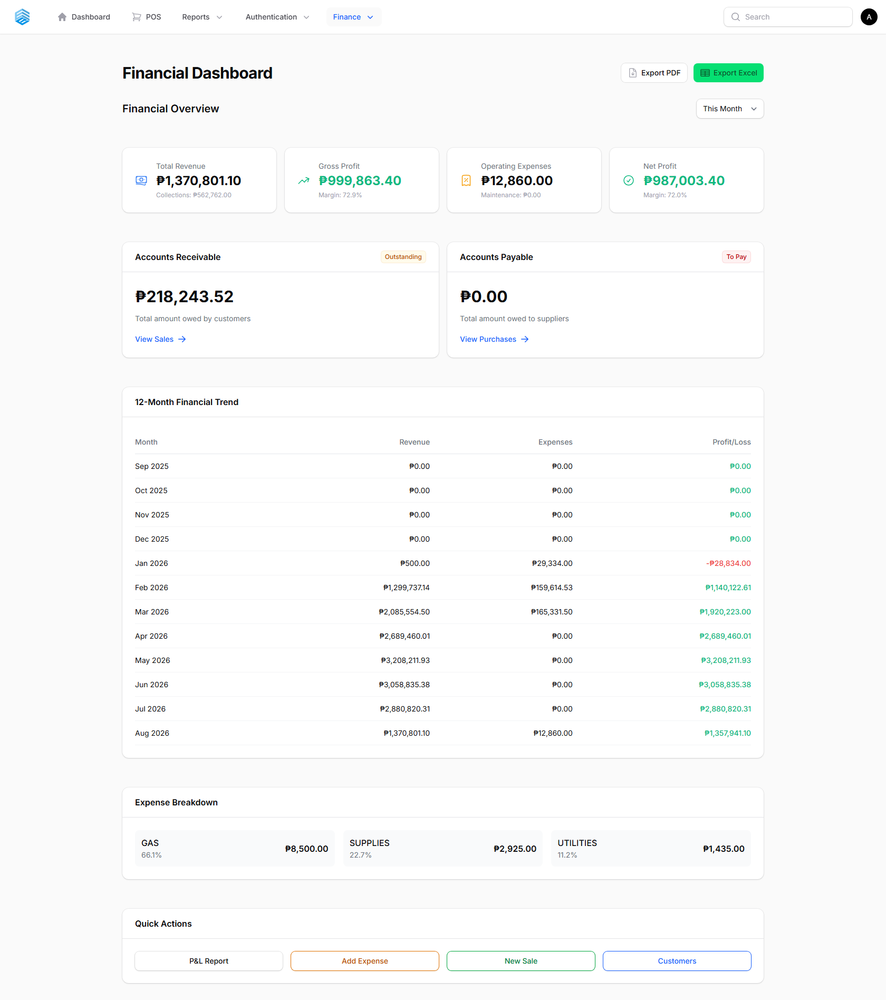 Dashboard POS Reports Authentication Finance Search A
Financial Dashboard
Export PDF Export Excel
Financial Overview
This Month
Total Revenue
₱1,370,801.10
Collections: ₱562,762.00
Gross Profit
₱999,863.40
Margin: 72.9%
Operating Expenses
₱12,860.00
Maintenance: ₱0.00
Net Profit
₱987,003.40
Margin: 72.0%
Accounts Receivable Outstanding
₱218,243.52
Total amount owed by customers
View Sales
Accounts Payable To Pay
₱0.00
Total amount owed to suppliers
View Purchases
12-Month Financial Trend
Month Revenue Expenses Profit/Loss
Sep 2025 ₱0.00 ₱0.00 ₱0.00
Oct 2025 ₱0.00 ₱0.00 ₱0.00
Nov 2025 ₱0.00 ₱0.00 ₱0.00
Dec 2025 ₱0.00 ₱0.00 ₱0.00
Jan 2026 ₱500.00 ₱29,334.00 -₱28,834.00
Feb 2026 ₱1,299,737.14 ₱159,614.53 ₱1,140,122.61
Mar 2026 ₱2,085,554.50 ₱165,331.50 ₱1,920,223.00
Apr 2026 ₱2,689,460.01 ₱0.00 ₱2,689,460.01
May 2026 ₱3,208,211.93 ₱0.00 ₱3,208,211.93
Jun 2026 ₱3,058,835.38 ₱0.00 ₱3,058,835.38
Jul 2026 ₱2,880,820.31 ₱0.00 ₱2,880,820.31
Aug 2026 ₱1,370,801.10 ₱12,860.00 ₱1,357,941.10
Expense Breakdown
GAS
66.1%
₱8,500.00
SUPPLIES
22.7%
₱2,925.00
UTILITIES
11.2%
₱1,435.00
Quick Actions
P&L Report Add Expense New Sale Customers